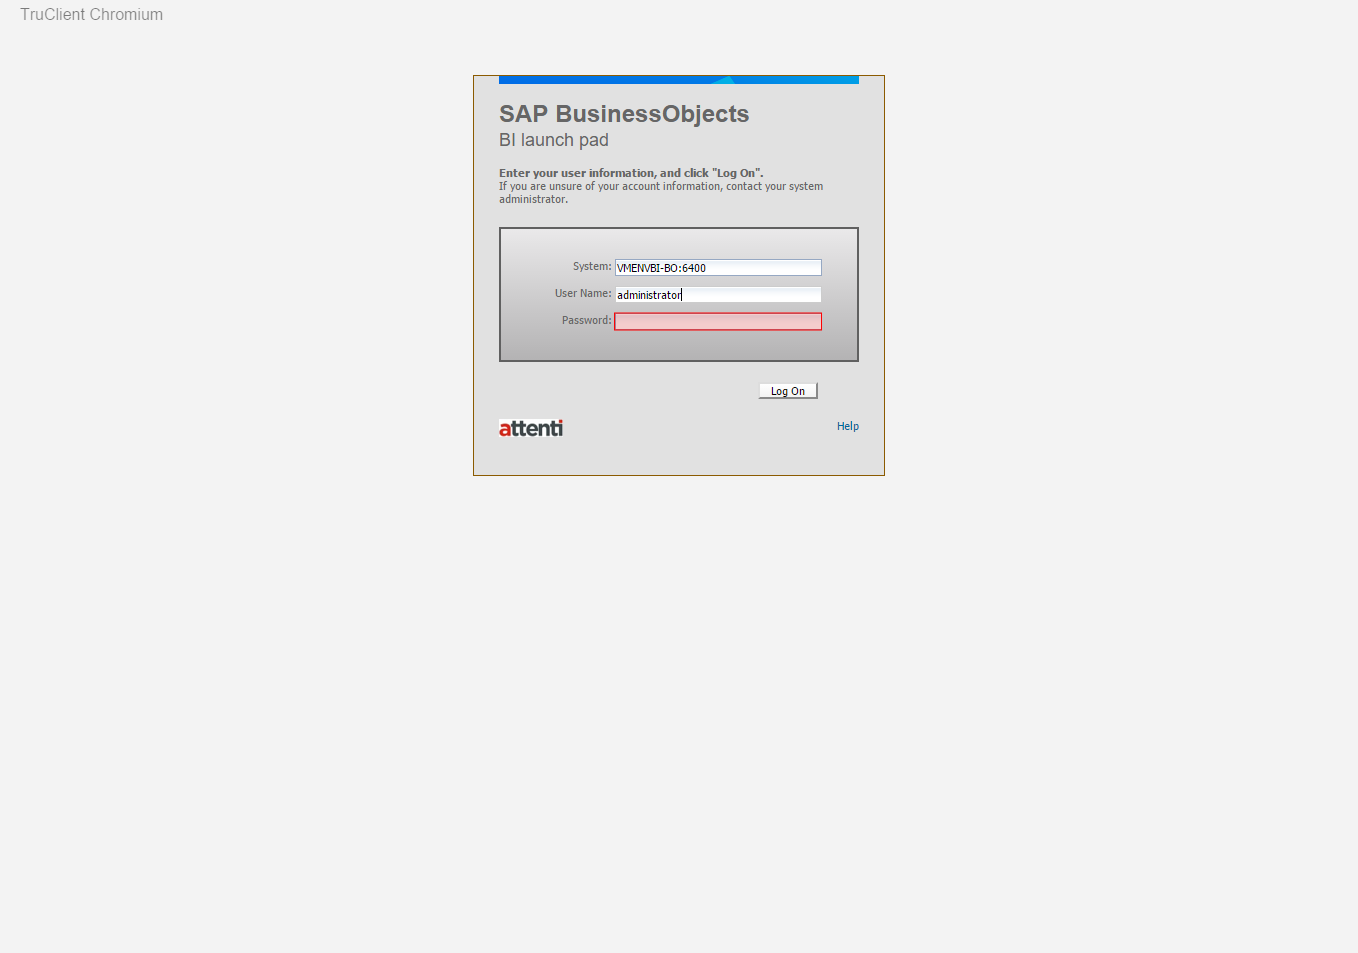 TruClient Chromium
SAP BusinessObjects
BI launch pad
Enter your user information, and click "Log On".
If you are unsure of your account information, contact your system
administrator.
System: VMENVBI-BO:6400
User Name: administrator
Password:
Log On
attenti
Help